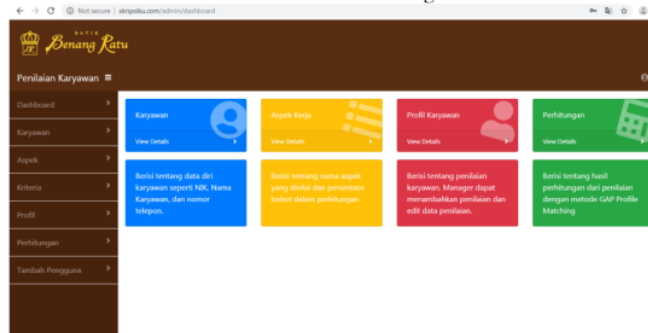 Not secure | skripsiku.com/admin/dashboard
BATIK
Benang Ratu
Penilaian Karyawan
Dashboard
Karyawan
Aspek
Kriteria
Profil
Perhitungan
Tambah Pengguna
Karyawan
View Details
Aspek Kerja
View Details
Profil Karyawan
View Details
Perhitungan
View Details
Berisi tentang data diri
karyawan seperti NIK, Nama
Karyawan, dan nomor
telepon.
Berisi tentang nama aspek
yang dinilai dan persentase
bobot dalam perhitungan
Berisi tentang penilaian
karyawan. Manager dapat
menambahkan penilaian dan
edit data penilaian.
Berisi tentang hasil
perhitungan dari penilaian
dengan metode GAP Profile
Matching